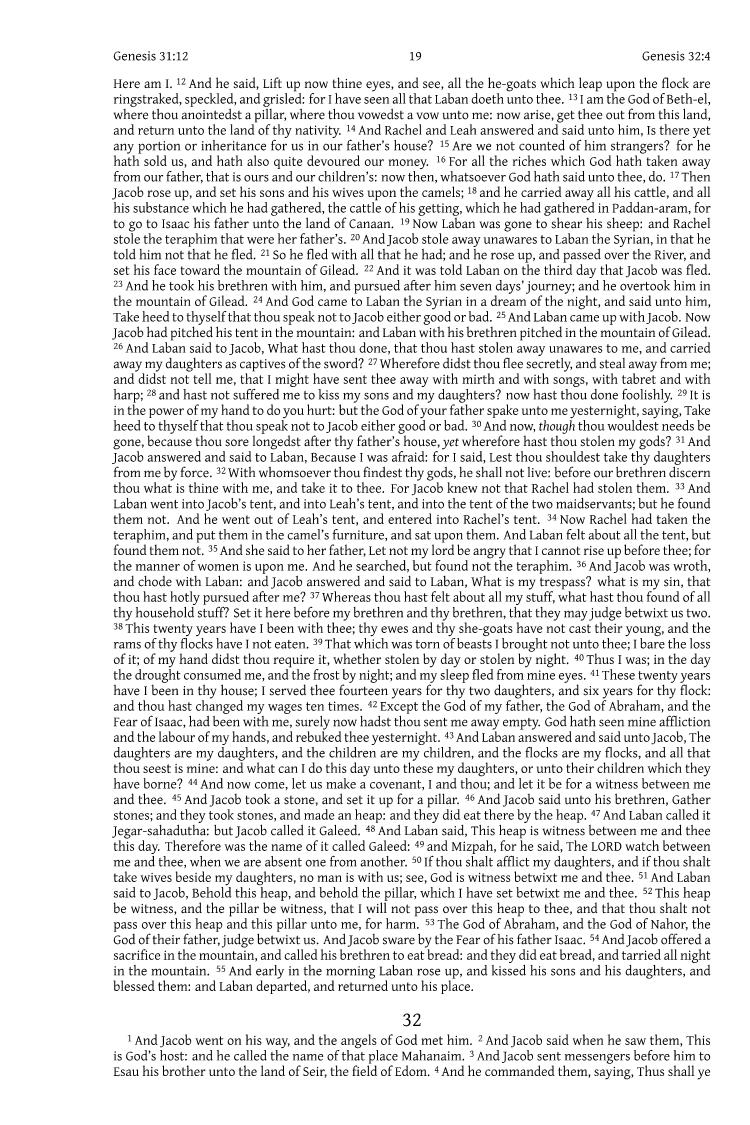 Genesis 31:12 19 Genesis 32:4
Here am I. 12 And he said, Lift up now thine eyes, and see, all the he-goats which leap upon the flock are
ringstraked, speckled, and grisled: for I have seen all that Laban doeth unto thee. 13 I am the God of Beth-el,
where thou anointedst a pillar, where thou vowedst a vow unto me: now arise, get thee out from this land,
and return unto the land of thy nativity. 14 And Rachel and Leah answered and said unto him, Is there yet
any portion or inheritance for us in our father's house? 15 Are we not counted of him strangers? for he
hath sold us, and hath also quite devoured our money. 16 For all the riches which God hath taken away
from our father, that is ours and our children's: now then, whatsoever God hath said unto thee, do. 17 Then
Jacob rose up, and set his sons and his wives upon the camels; 18 and he carried away all his cattle, and all
his substance which he had gathered, the cattle of his getting, which he had gathered in Paddan-aram, for
to go to Isaac his father unto the land of Canaan. 19 Now Laban was gone to shear his sheep: and Rachel
stole the teraphim that were her father's. 20 And Jacob stole away unawares to Laban the Syrian, in that he
told him not that he fled. 21 So he fled with all that he had; and he rose up, and passed over the River, and
set his face toward the mountain of Gilead. 22 And it was told Laban on the third day that Jacob was fled.
23 And he took his brethren with him, and pursued after him seven days' journey; and he overtook him in
the mountain of Gilead. 24 And God came to Laban the Syrian in a dream of the night, and said unto him,
Take heed to thyself that thou speak not to Jacob either good or bad. 25 And Laban came up with Jacob. Now
Jacob had pitched his tent in the mountain: and Laban with his brethren pitched in the mountain of Gilead.
26 And Laban said to Jacob, What hast thou done, that thou hast stolen away unawares to me, and carried
away my daughters as captives of the sword? 27 Wherefore didst thou flee secretly, and steal away from me;
and didst not tell me, that I might have sent thee away with mirth and with songs, with tabret and with
harp; 28 and hast not suffered me to kiss my sons and my daughters? now hast thou done foolishly. 29 It is
in the power of my hand to do you hurt: but the God of your father spake unto me yesternight, saying, Take
heed to thyself that thou speak not to Jacob either good or bad. 30 And now, though thou wouldest needs be
gone, because thou sore longedst after thy father's house, yet wherefore hast thou stolen my gods? 31 And
Jacob answered and said to Laban, Because I was afraid: for I said, Lest thou shouldest take thy daughters
from me by force. 32 With whomsoever thou findest thy gods, he shall not live: before our brethren discern
thou what is thine with me, and take it to thee. For Jacob knew not that Rachel had stolen them. 33 And
Laban went into Jacob's tent, and into Leah's tent, and into the tent of the two maidservants; but he found
them not. And he went out of Leah's tent, and entered into Rachel's tent. 34 Now Rachel had taken the
teraphim, and put them in the camel's furniture, and sat upon them. And Laban felt about all the tent, but
found them not. 35 And she said to her father, Let not my lord be angry that I cannot rise up before thee; for
the manner of women is upon me. And he searched, but found not the teraphim. 36 And Jacob was wroth,
and chode with Laban: and Jacob answered and said to Laban, What is my trespass? what is my sin, that
thou hast hotly pursued after me? 37 Whereas thou hast felt about all my stuff, what hast thou found of all
thy household stuff? Set it here before my brethren and thy brethren, that they may judge betwixt us two.
38 This twenty years have I been with thee; thy ewes and thy she-goats have not cast their young, and the
rams of thy flocks have I not eaten. 39 That which was torn of beasts I brought not unto thee; I bare the loss
of it; of my hand didst thou require it, whether stolen by day or stolen by night. 40 Thus I was; in the day
the drought consumed me, and the frost by night; and my sleep fled from mine eyes. 41 These twenty years
have I been in thy house; I served thee fourteen years for thy two daughters, and six years for thy flock:
and thou hast changed my wages ten times. 42 Except the God of my father, the God of Abraham, and the
Fear of Isaac, had been with me, surely now hadst thou sent me away empty. God hath seen mine affliction
and the labour of my hands, and rebuked thee yesternight. 43 And Laban answered and said unto Jacob, The
daughters are my daughters, and the children are my children, and the flocks are my flocks, and all that
thou seest is mine: and what can I do this day unto these my daughters, or unto their children which they
have borne? 44 And now come, let us make a covenant, I and thou; and let it be for a witness between me
and thee. 45 And Jacob took a stone, and set it up for a pillar. 46 And Jacob said unto his brethren, Gather
stones; and they took stones, and made an heap: and they did eat there by the heap. 47 And Laban called it
Jegar-sahadutha: but Jacob called it Galeed. 48 And Laban said, This heap is witness between me and thee
this day. Therefore was the name of it called Galeed: 49 and Mizpah, for he said, The LORD watch between
me and thee, when we are absent one from another. 50 If thou shalt afflict my daughters, and if thou shalt
take wives beside my daughters, no man is with us; see, God is witness betwixt me and thee. 51 And Laban
said to Jacob, Behold this heap, and behold the pillar, which I have set betwixt me and thee. 52 This heap
be witness, and the pillar be witness, that I will not pass over this heap to thee, and that thou shalt not
pass over this heap and this pillar unto me, for harm. 53 The God of Abraham, and the God of Nahor, the
God of their father, judge betwixt us. And Jacob sware by the Fear of his father Isaac. 54 And Jacob offered a
sacrifice in the mountain, and called his brethren to eat bread: and they did eat bread, and tarried all night
in the mountain. 55 And early in the morning Laban rose up, and kissed his sons and his daughters, and
blessed them: and Laban departed, and returned unto his place.
32
1 And Jacob went on his way, and the angels of God met him. 2 And Jacob said when he saw them, This
is God's host: and he called the name of that place Mahanaim. 3 And Jacob sent messengers before him to
Esau his brother unto the land of Seir, the field of Edom. 4 And he commanded them, saying, Thus shall ye